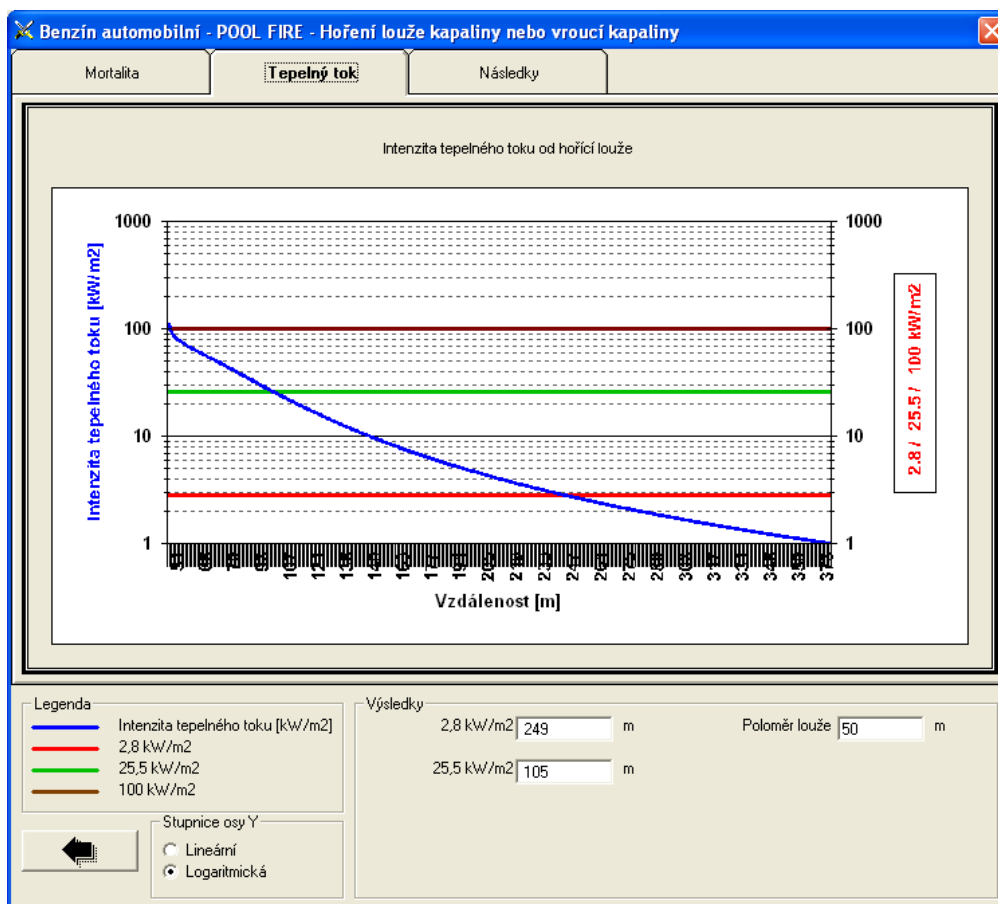 Benzín automobilní - POOL FIRE - Hoření louže kapaliny nebo vroucí kapaliny
Mortalita
Tepelný tok
Následky
Intenzita tepelného toku od hořící louže
Intenzita tepelného toku [kW/m2]
1000
100
10
1
1000
100
10
1
2.8 / 25.5 / 100 kW/m2
51
107
Vzdálenost [m]
Legenda
Intenzita tepelného toku [kW/m2]
2,8 kW/m2
25,5 kW/m2
100 kW/m2
Stupnice osy Y
Lineární
Logaritmická
Výsledky
2,8 kW/m2 249 m
Poloměr louže 50 m
25,5 kW/m2 105 m